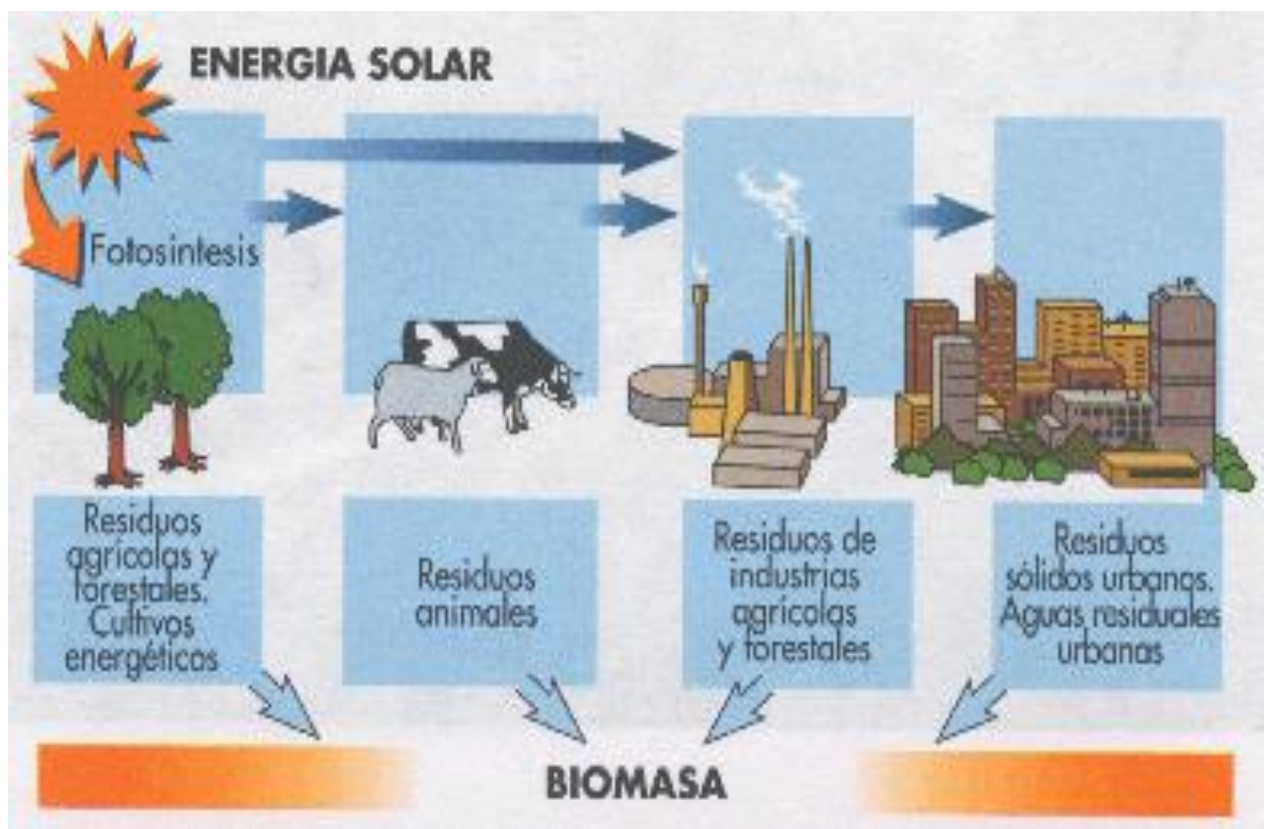 ENERGIA SOLAR
Fotosintesis
Residuos
agrícolas y
forestales.
Cultivos
energéticos
Residuos
animales
Residuos de
industrias
agrícolas
y forestales
Residuos
sólidos urbanos.
Aguas residuales
urbanas
BIOMASA